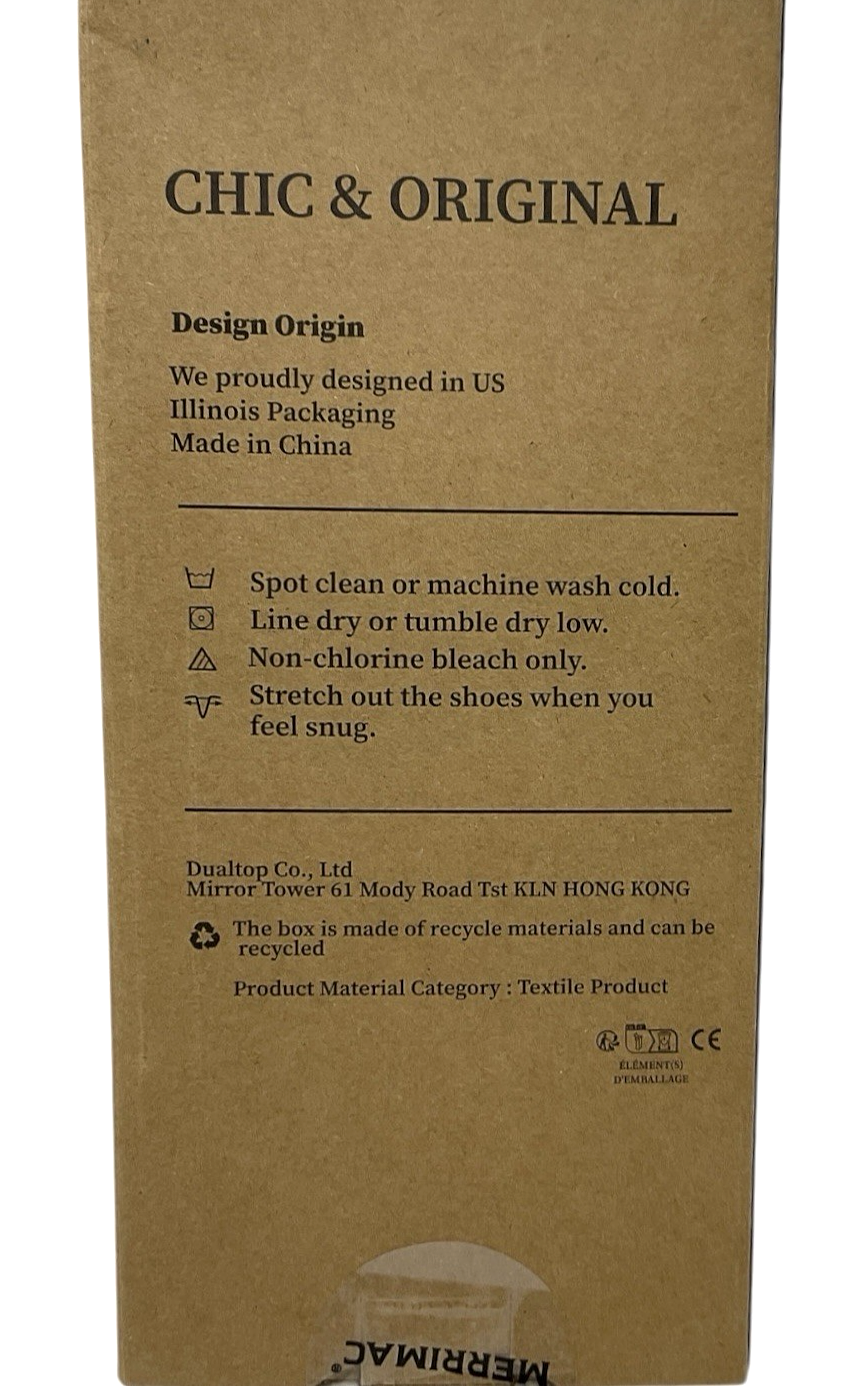 CHIC & ORIGINAL
Design Origin
We proudly designed in US
Illinois Packaging
Made in China
Spot clean or machine wash cold.
Line dry or tumble dry low.
Non-chlorine bleach only.
Stretch out the shoes when you
feel snug.
Dualtop Co., Ltd
Mirror Tower 61 Mody Road Tst KLN HONG KONG
The box is made of recycle materials and can be
recycled
Product Material Category : Textile Product
CE
ÉLÉMENT(S)
D'EMBALLAGE
MERRIMAC®